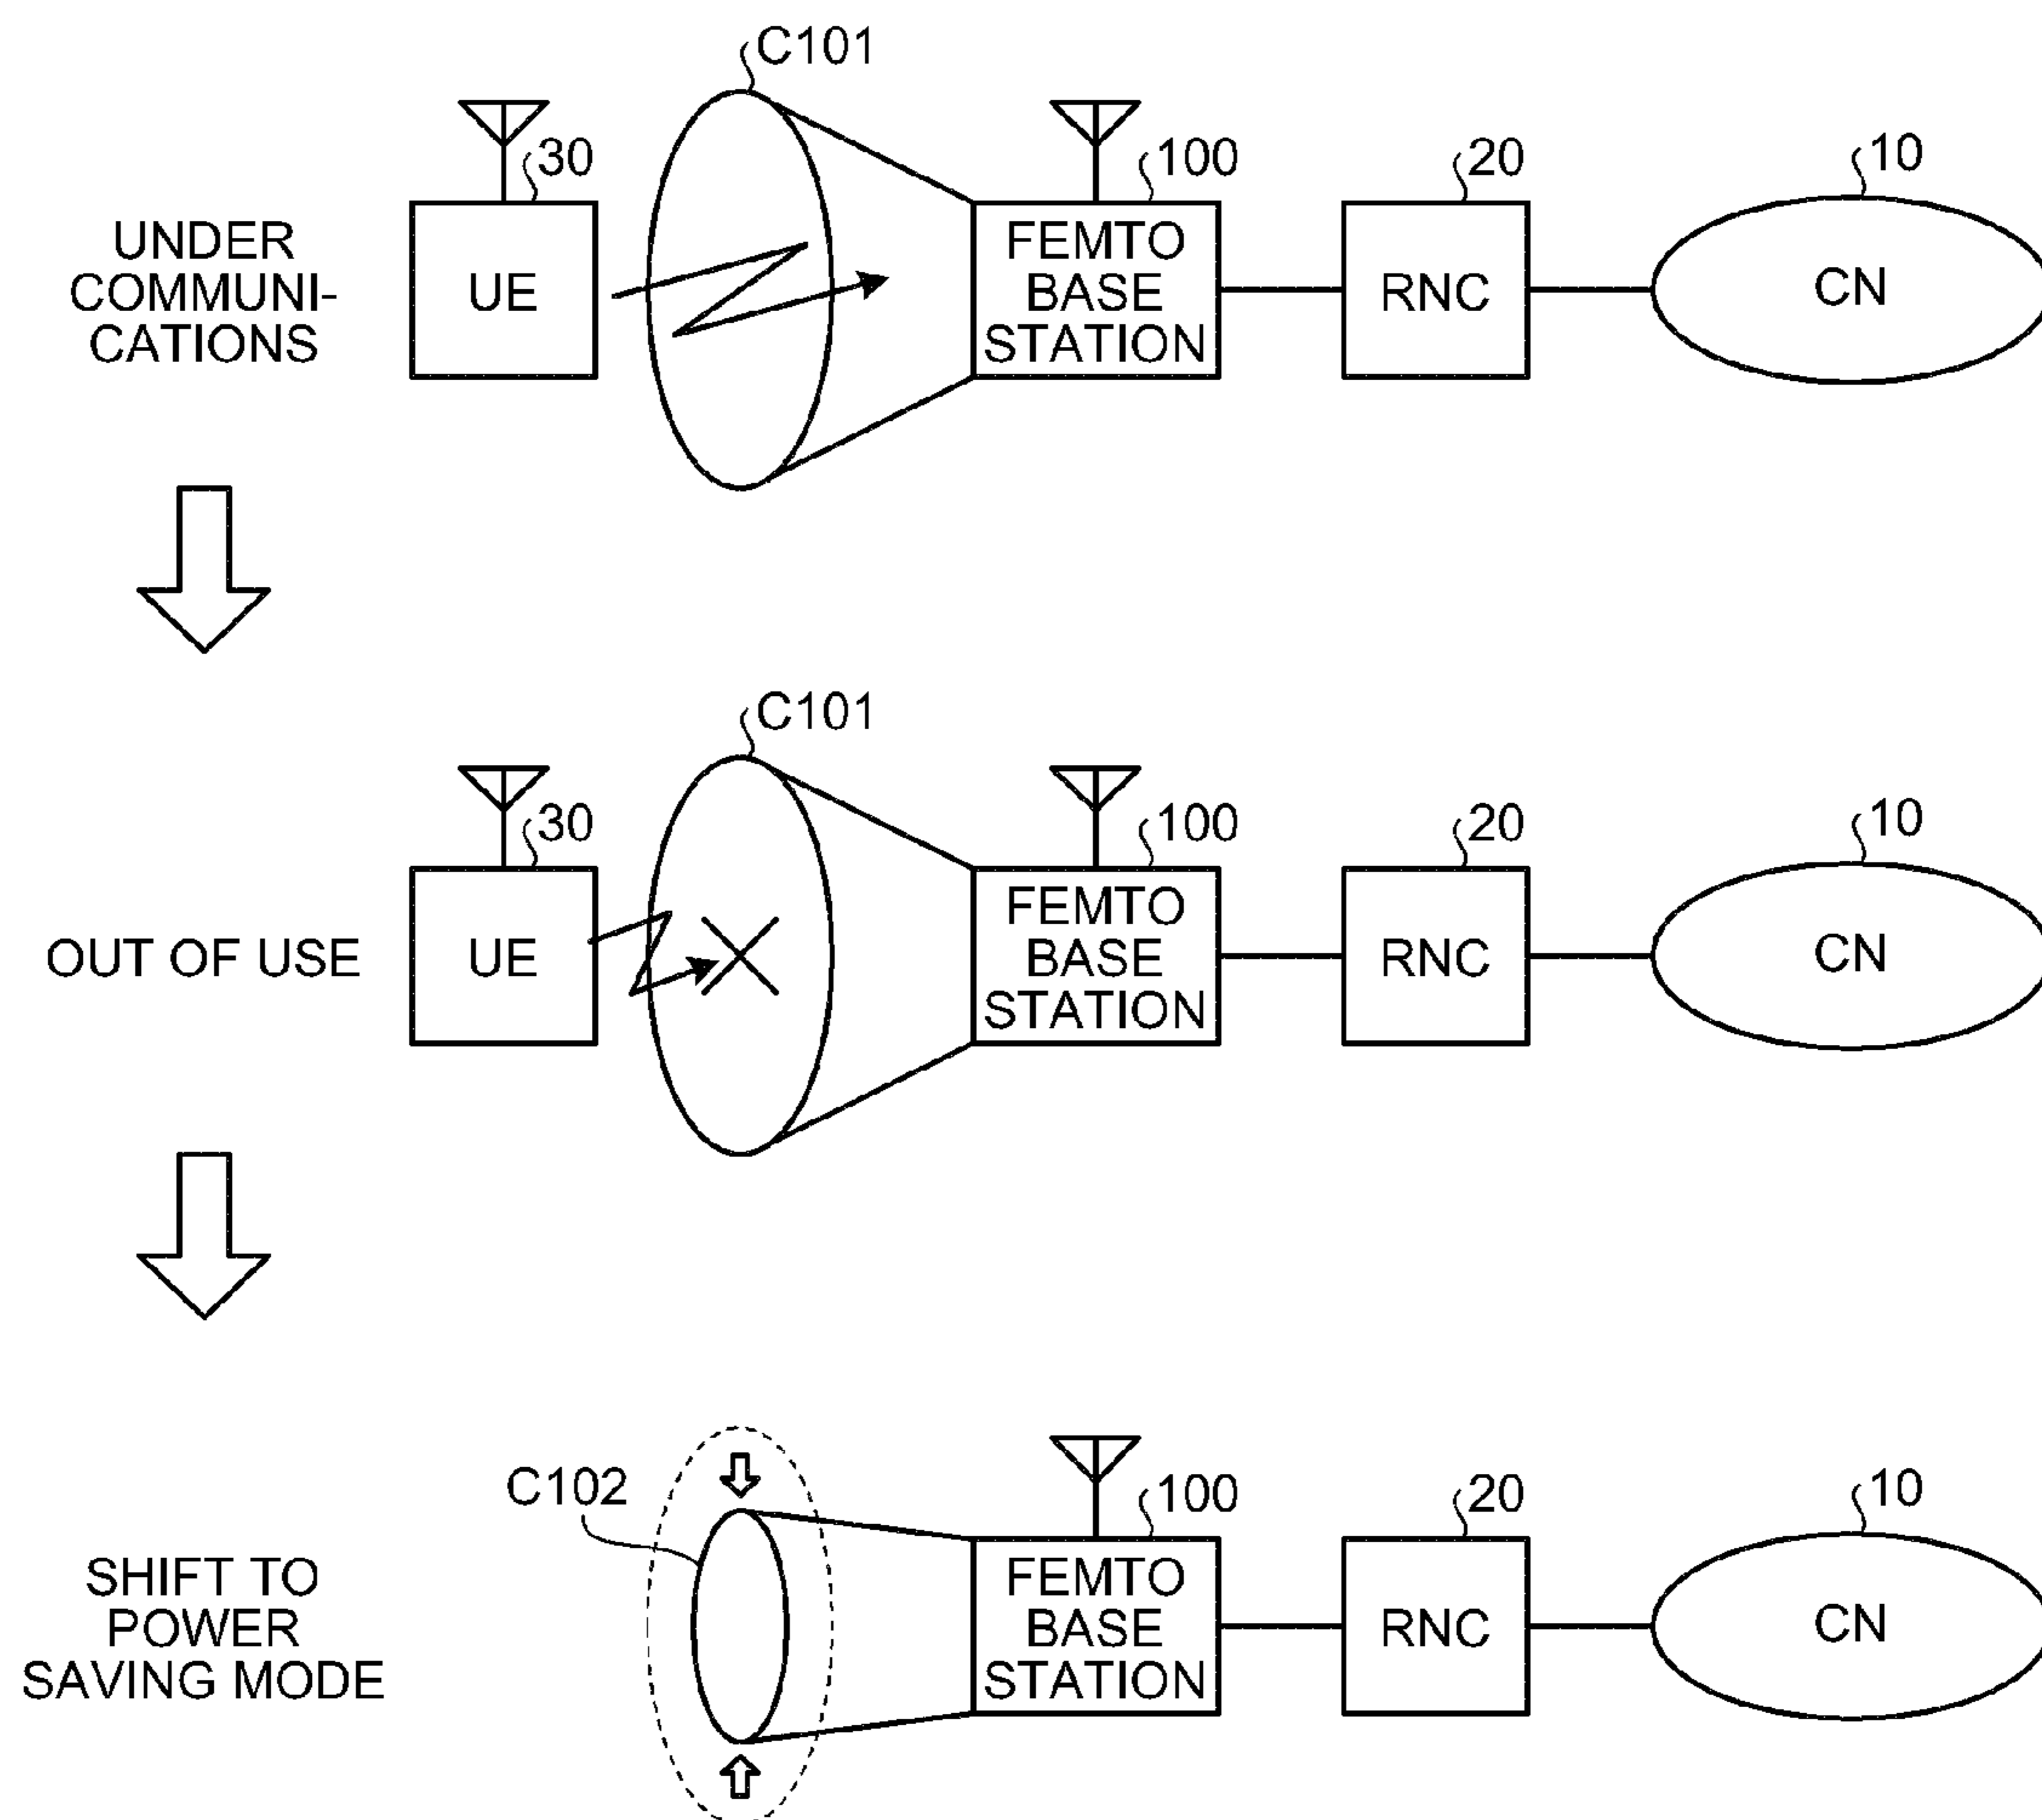 C101
30
100
20
10
UNDER
COMMUNI-
CATIONS
UE
FEMTO
BASE
STATION
RNC
CN
C101
30
100
20
10
OUT OF USE
UE
FEMTO
BASE
STATION
RNC
CN
C102
100
20
10
SHIFT TO
POWER
SAVING MODE
FEMTO
BASE
STATION
RNC
CN